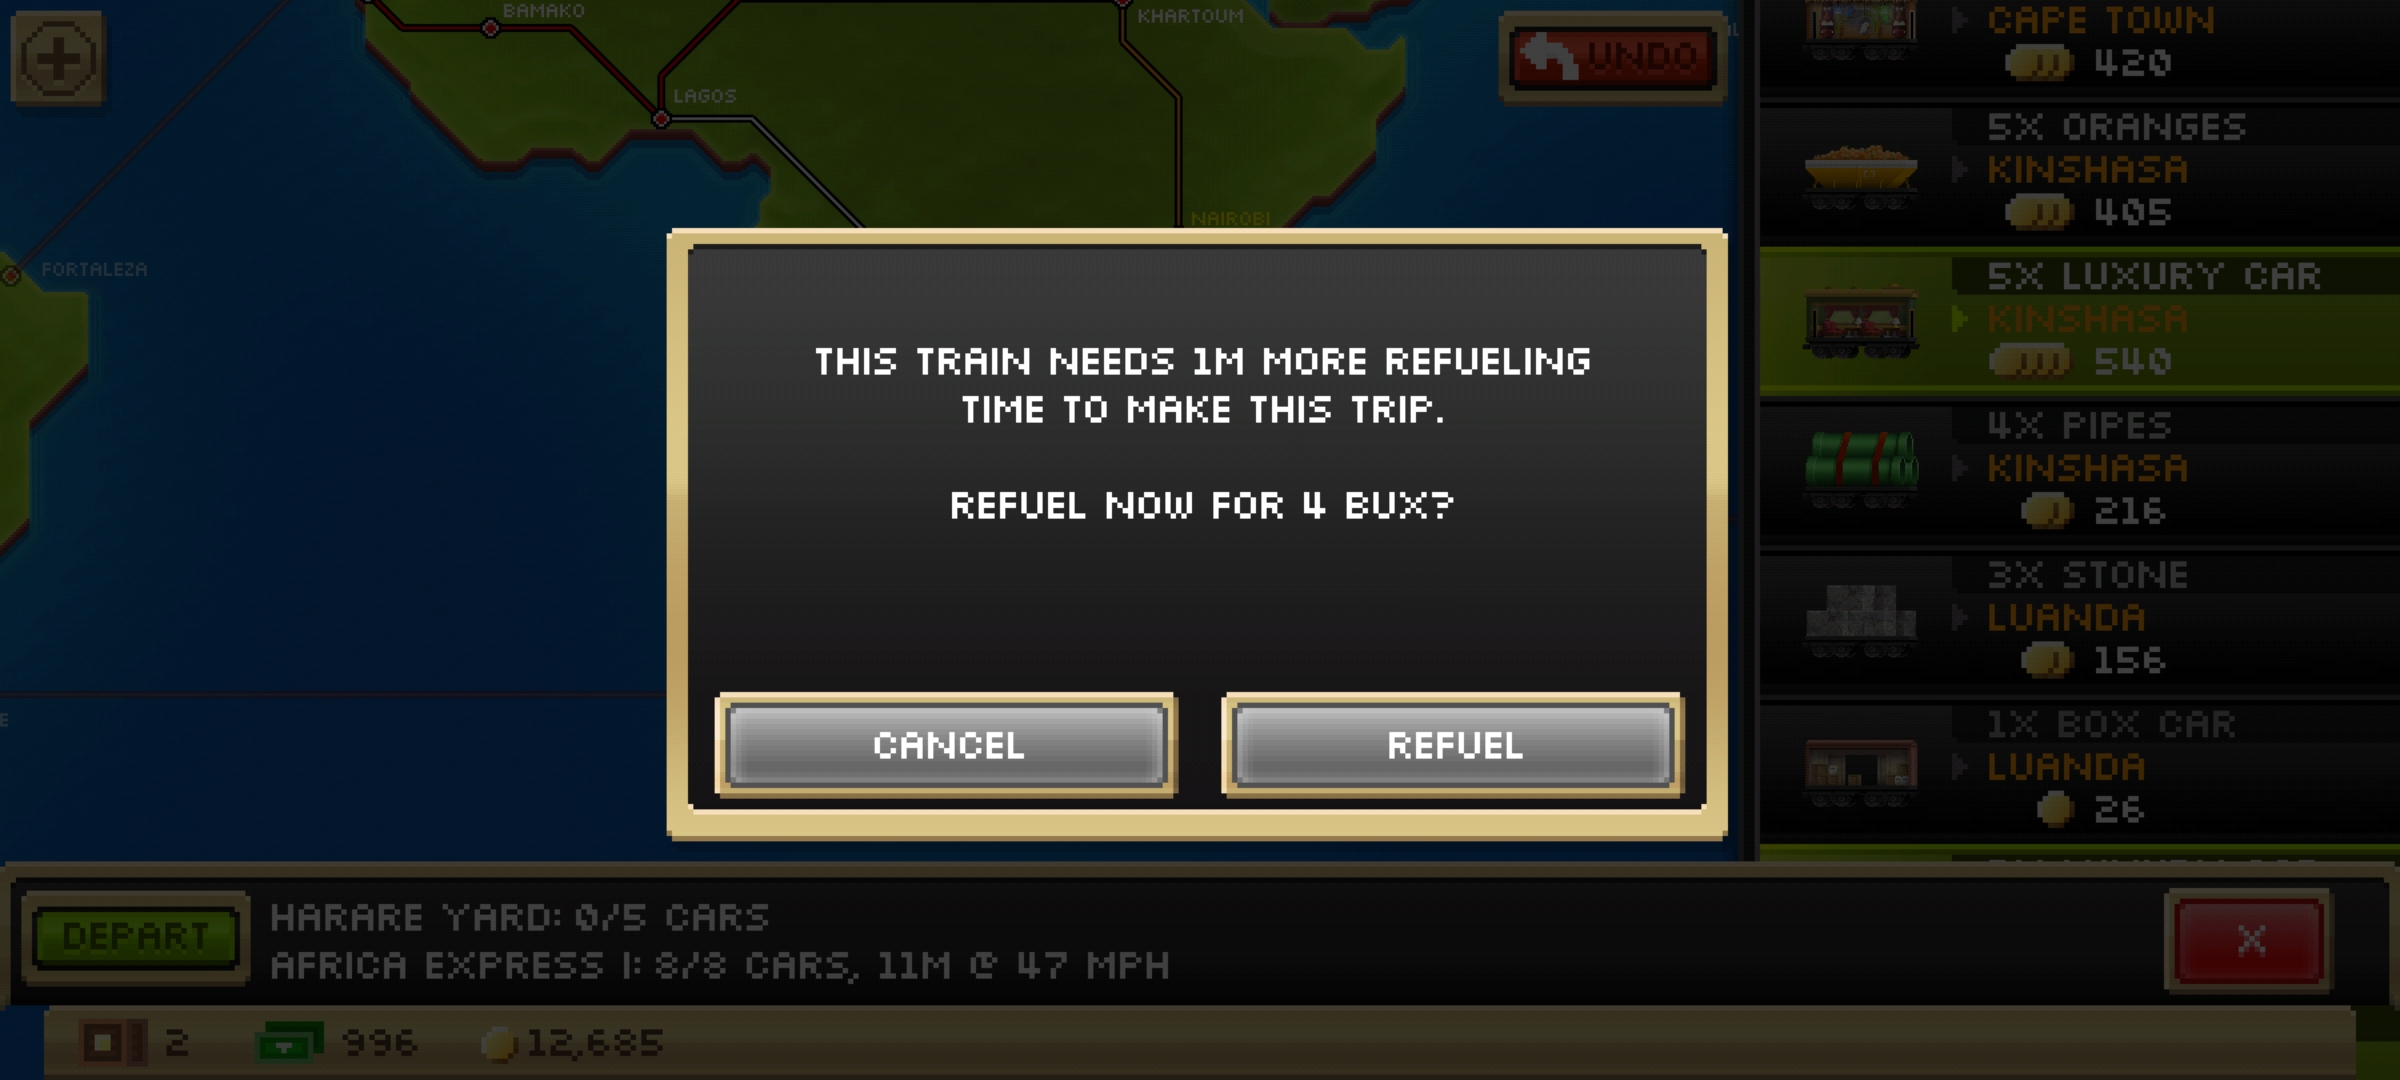 BAMAKO
KHARTOUM
LAGOS
NAIROBI
FORTALEZA
UNDO
CAPE TOWN
420
5X ORANGES
KINSHASA
405
5X LUXURY CAR
KINSHASA
540
4X PIPES
KINSHASA
216
3X STONE
LUANDA
156
1X BOX CAR
LUANDA
26
THIS TRAIN NEEDS 1M MORE REFUELING
TIME TO MAKE THIS TRIP.
REFUEL NOW FOR 4 BUX?
CANCEL
REFUEL
DEPART
HARARE YARD: 0/5 CARS
AFRICA EXPRESS I: 8/8 CARS, 11M @ 47 MPH
X
2
996
12,685